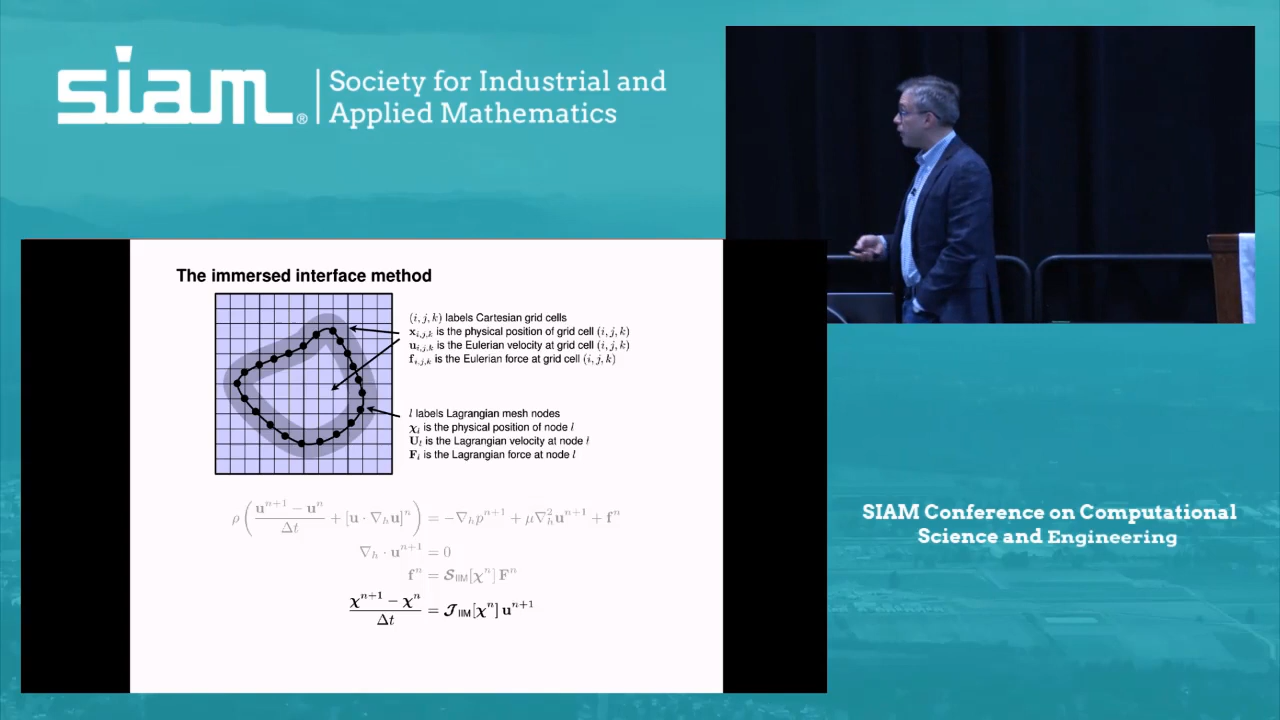 siam®
Society for Industrial and
Applied Mathematics
The immersed interface method
(i, j, k) labels Cartesian grid cells
x_{i,j,k} is the physical position of grid cell (i, j, k)
u_{i,j,k} is the Eulerian velocity at grid cell (i, j, k)
f_{i,j,k} is the Eulerian force at grid cell (i, j, k)
l labels Lagrangian mesh nodes
χ_l is the physical position of node l
U_l is the Lagrangian velocity at node l
F_l is the Lagrangian force at node l
ρ ( (u^{n+1} − u^n) / Δt + [u · ∇_h u]^n ) = −∇_h p^{n+1} + μ∇_h^2 u^{n+1} + f^n
∇_h · u^{n+1} = 0
f^n = 𝓢_{IIM}[χ^n] F^n
(χ^{n+1} − χ^n) / Δt = 𝓙_{IIM}[χ^n] u^{n+1}
SIAM Conference on Computational
Science and Engineering